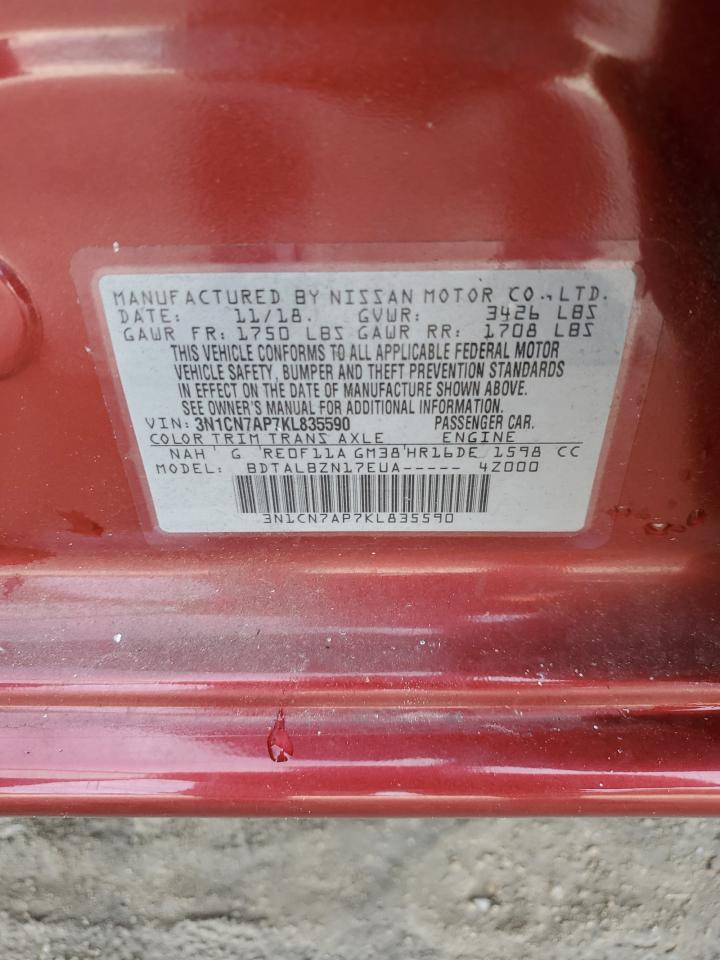 MANUFACTURED BY NISSAN MOTOR CO., LTD.
DATE: 11/18. GVWR: 3426 LBS
GAWR FR: 1750 LBS GAWR RR: 1708 LBS
THIS VEHICLE CONFORMS TO ALL APPLICABLE FEDERAL MOTOR
VEHICLE SAFETY, BUMPER AND THEFT PREVENTION STANDARDS
IN EFFECT ON THE DATE OF MANUFACTURE SHOWN ABOVE.
SEE OWNER'S MANUAL FOR ADDITIONAL INFORMATION.
VIN: 3N1CN7AP7KL835590 PASSENGER CAR.
COLOR TRIM TRANS AXLE ENGINE
NAH' G 'RE0F11A GM38'HR16DE 1598 CC
MODEL: BDTALBZN17EUA----- 4Z000
3N1CN7AP7KL835590